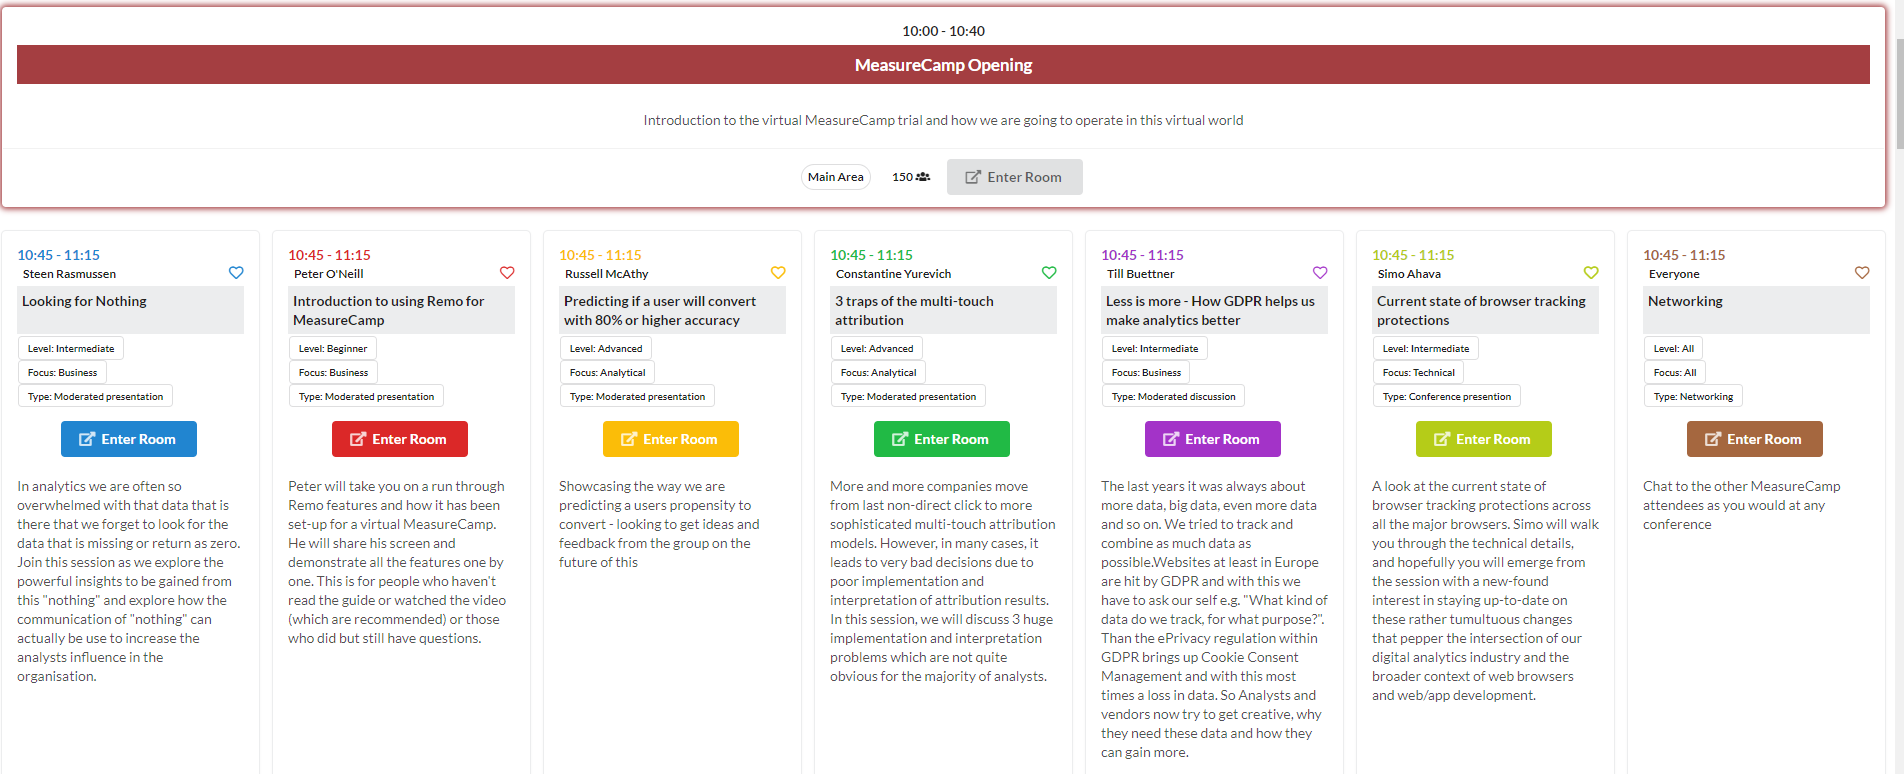 10:00 - 10:40
MeasureCamp Opening
Introduction to the virtual MeasureCamp trial and how we are going to operate in this virtual world
Main Area 150 Enter Room
10:45 - 11:15
Steen Rasmussen
Looking for Nothing
Level: Intermediate
Focus: Business
Type: Moderated presentation
Enter Room
In analytics we are often so
overwhelmed with that data that is
there that we forget to look for the
data that is missing or return as zero.
Join this session as we explore the
powerful insights to be gained from
this "nothing" and explore how the
communication of "nothing" can
actually be use to increase the
analysts influence in the
organisation.
10:45 - 11:15
Peter O'Neill
Introduction to using Remo for
MeasureCamp
Level: Beginner
Focus: Business
Type: Moderated presentation
Enter Room
Peter will take you on a run through
Remo features and how it has been
set-up for a virtual MeasureCamp.
He will share his screen and
demonstrate all the features one by
one. This is for people who haven't
read the guide or watched the video
(which are recommended) or those
who did but still have questions.
10:45 - 11:15
Russell McAthy
Predicting if a user will convert
with 80% or higher accuracy
Level: Advanced
Focus: Analytical
Type: Moderated presentation
Enter Room
Showcasing the way we are
predicting a users propensity to
convert - looking to get ideas and
feedback from the group on the
future of this
10:45 - 11:15
Constantine Yurevich
3 traps of the multi-touch
attribution
Level: Advanced
Focus: Analytical
Type: Moderated presentation
Enter Room
More and more companies move
from last non-direct click to more
sophisticated multi-touch attribution
models. However, in many cases, it
leads to very bad decisions due to
poor implementation and
interpretation of attribution results.
In this session, we will discuss 3 huge
implementation and interpretation
problems which are not quite
obvious for the majority of analysts.
10:45 - 11:15
Till Buettner
Less is more - How GDPR helps us
make analytics better
Level: Intermediate
Focus: Business
Type: Moderated discussion
Enter Room
The last years it was always about
more data, big data, even more data
and so on. We tried to track and
combine as much data as
possible.Websites at least in Europe
are hit by GDPR and with this we
have to ask our self e.g. "What kind of
data do we track, for what purpose?".
Than the ePrivacy regulation within
GDPR brings up Cookie Consent
Management and with this most
times a loss in data. So Analysts and
vendors now try to get creative, why
they need these data and how they
can gain more.
10:45 - 11:15
Simo Ahava
Current state of browser tracking
protections
Level: Intermediate
Focus: Technical
Type: Conference presention
Enter Room
A look at the current state of
browser tracking protections across
all the major browsers. Simo will walk
you through the technical details,
and hopefully you will emerge from
the session with a new-found
interest in staying up-to-date on
these rather tumultuous changes
that pepper the intersection of our
digital analytics industry and the
broader context of web browsers
and web/app development.
10:45 - 11:15
Everyone
Networking
Level: All
Focus: All
Type: Networking
Enter Room
Chat to the other MeasureCamp
attendees as you would at any
conference